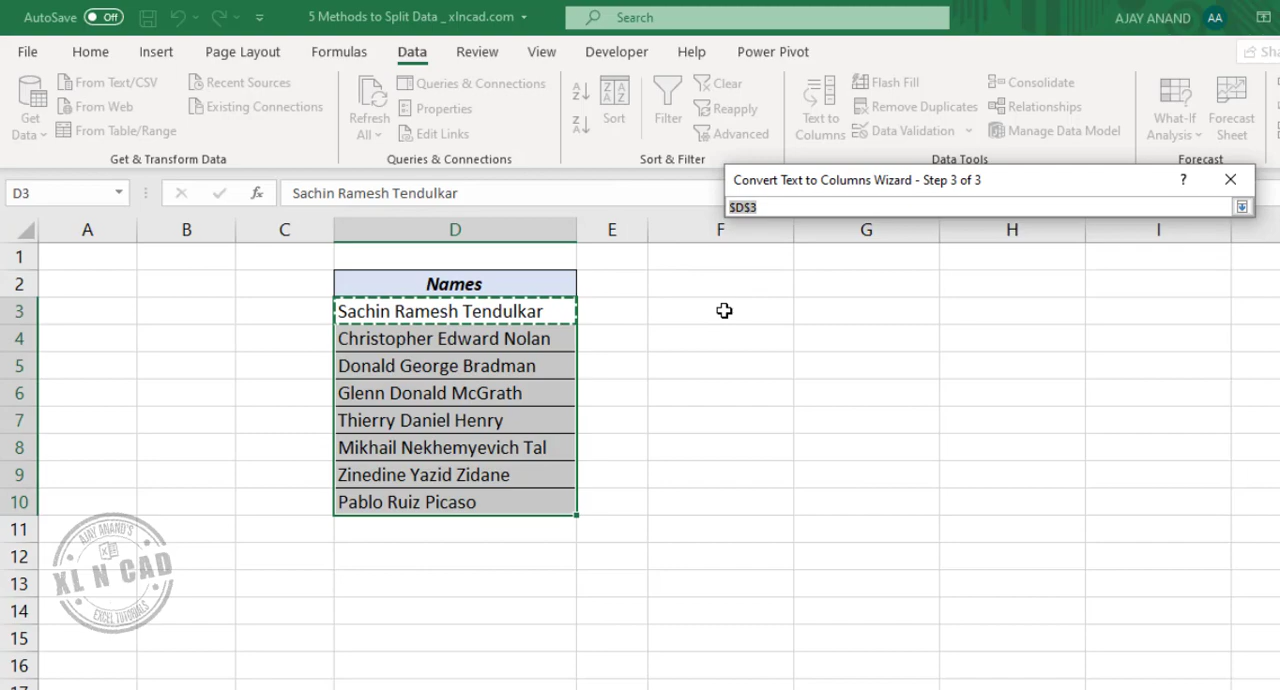 AutoSave Off 5 Methods to Split Data _ xlncad.com Search AJAY ANAND AA
File Home Insert Page Layout Formulas Data Review View Developer Help Power Pivot Sha
From Text/CSV Recent Sources Queries & Connections Clear Flash Fill Consolidate
From Web Existing Connections Properties Reapply Remove Duplicates Relationships
From Table/Range Edit Links Advanced Data Validation Manage Data Model
Get Data Refresh All Sort Filter Text to Columns What-If Analysis Forecast Sheet
Get & Transform Data Queries & Connections Sort & Filter Data Tools Forecast
Convert Text to Columns Wizard - Step 3 of 3 ? 
D3 fx Sachin Ramesh Tendulkar $D$3
A B C D E F G H I
1
2 Names
3 Sachin Ramesh Tendulkar
4 Christopher Edward Nolan
5 Donald George Bradman
6 Glenn Donald McGrath
7 Thierry Daniel Henry
8 Mikhail Nekhemyevich Tal
9 Zinedine Yazid Zidane
10 Pablo Ruiz Picaso
11
12
13
14
15
16
17
AJAY ANAND'S
XL N CAD
EXCEL TUTORIALS